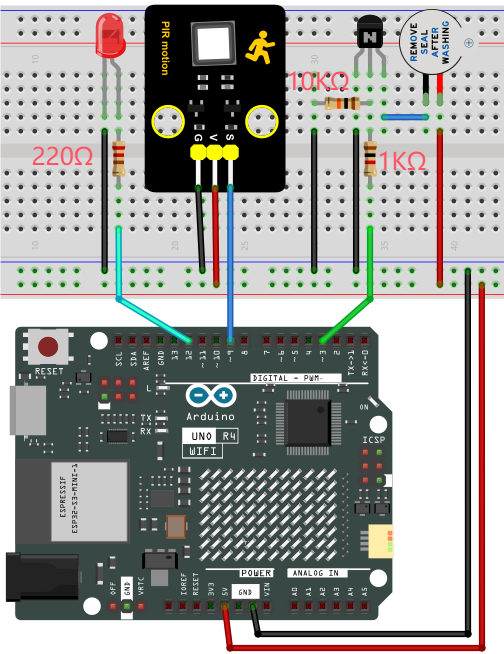 PIR motion
REMOVE
SEAL
AFTER
WASHING
N
10KΩ
30
10
220Ω
G
V
S
1KΩ
10
20
25
35
40
RESET
SCL
SDA
AREF
GND
13
12
~11
~10
~9
8
7
~6
~5
4
~3
2
TX→1
RX←0
L
DIGITAL - PWM~
TX
RX
Arduino
UNO R4
WIFI
ON
ICSP
ESPRESSIF
ESP32-S3-MINI-1
OFF
GND
VRTC
IOREF
RESET
3V3
5V
GND
VIN
POWER
ANALOG IN
A0
A1
A2
A3
A4
A5